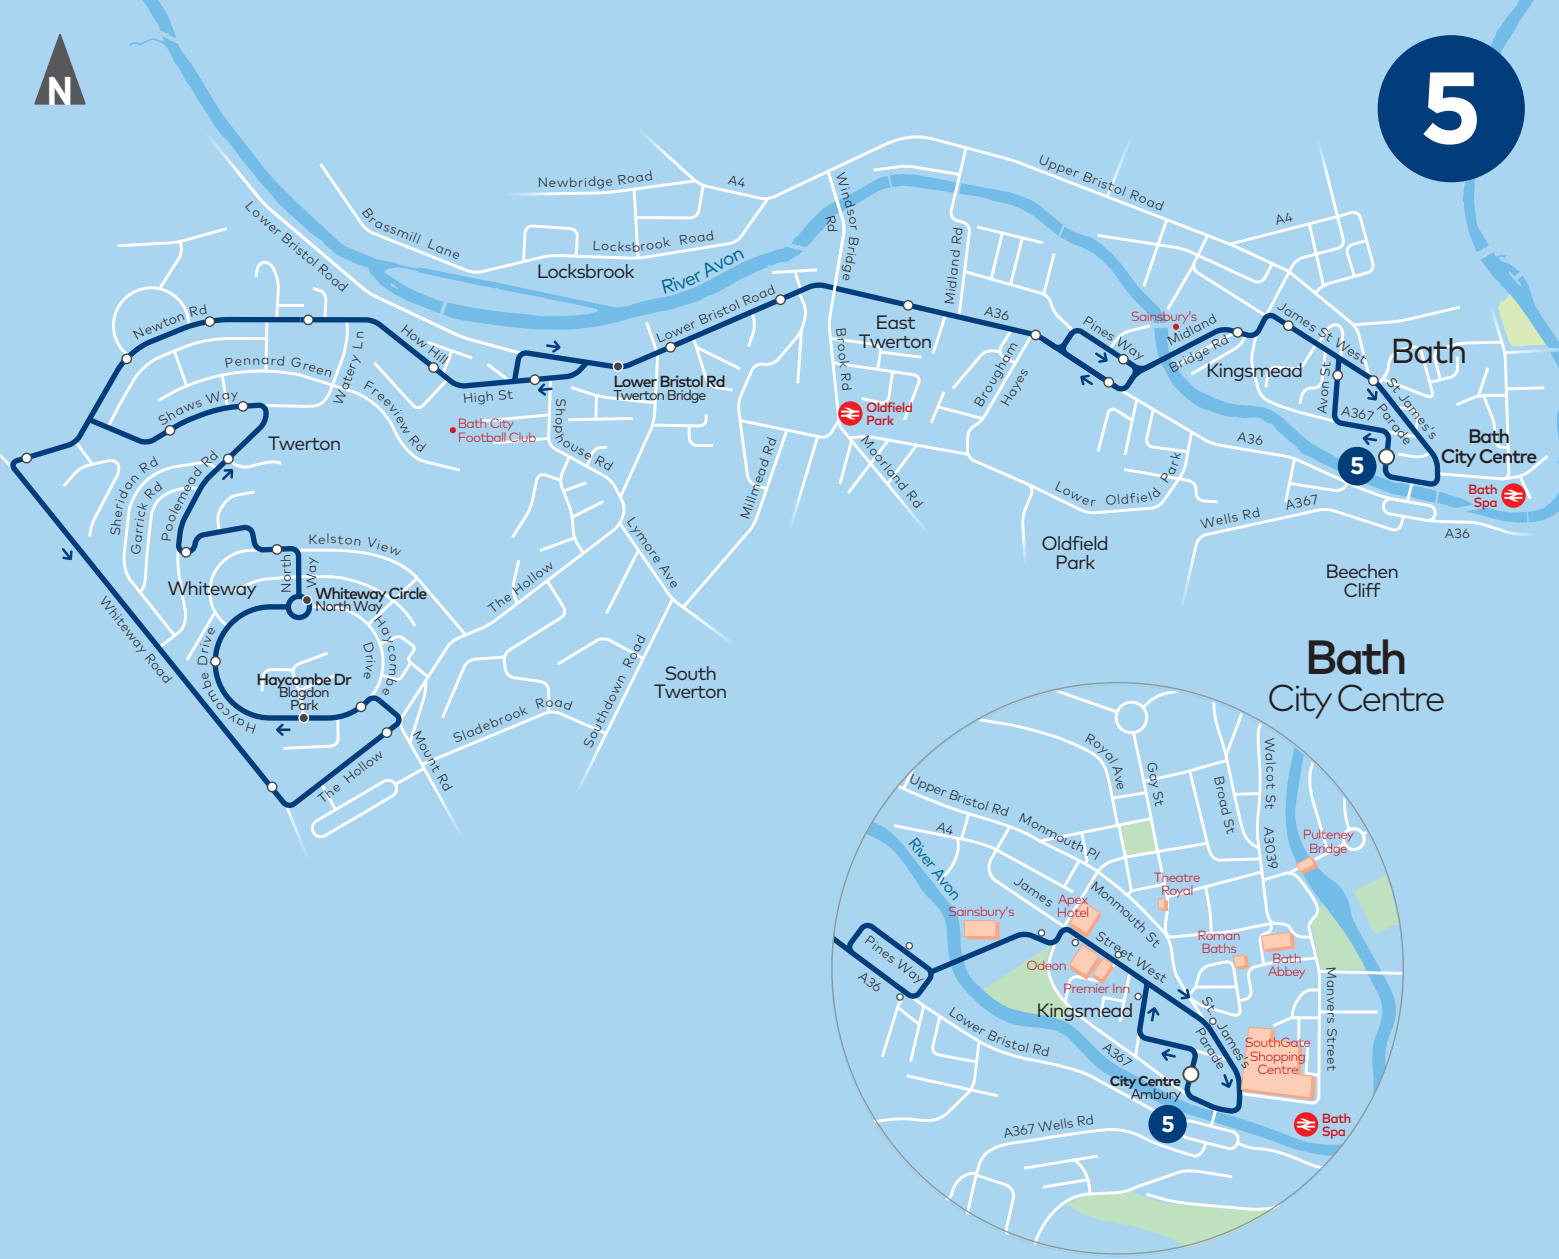 N
5
Newbridge Road
A4
Upper Bristol Road
Brassmill Lane
Lower Bristol Road
Locksbrook Road
Locksbrook
River Avon
Windsor Bridge
Rd
Midland Rd
A4
Newton Rd
How Hill
Lower Bristol Road
A36
East
Twerton
Sainsbury's
Pines Way
Midland
Bridge Rd
James St West
Bath
Kingsmead
Pennard Green
Watery Ln
Freeview Rd
High St
Lower Bristol Rd
Twerton Bridge
Brook Rd
Brougham
Hayes
Avon St
A367
St James's
Parade
Shaws Way
Twerton
Bath City
Football Club
Shophouse Rd
Oldfield
Park
Moorland Rd
A36
5
Bath
City Centre
Bath
Spa
Sheridan Rd
Garrick Rd
Poolemead Rd
Millmead Rd
Lower Oldfield Park
Wells Rd
A367
A36
Kelston View
North
Way
Lymore Ave
Oldfield
Park
Beechen
Cliff
Whiteway
Whiteway Circle
North Way
The Hollow
Whiteway Road
Haycombe Drive
Haycombe
Drive
Haycombe Dr
Blagdon
Park
South
Twerton
Southdown Road
Sladebrook Road
Mount Rd
The Hollow
Bath
City Centre
Royal Ave
Gay St
Broad St
Walcot St
A3039
Upper Bristol Rd
Monmouth Pl
A4
River Avon
Pulteney
Bridge
Theatre
Royal
James
Street West
Apex
Hotel
Monmouth St
Sainsbury's
Roman
Baths
Bath
Abbey
Pines Way
A36
Odeon
Premier Inn
Kingsmead
Manvers Street
St James's
Parade
Lower Bristol Rd
A367
SouthGate
Shopping
Centre
City Centre
Ambury
5
A367 Wells Rd
Bath
Spa